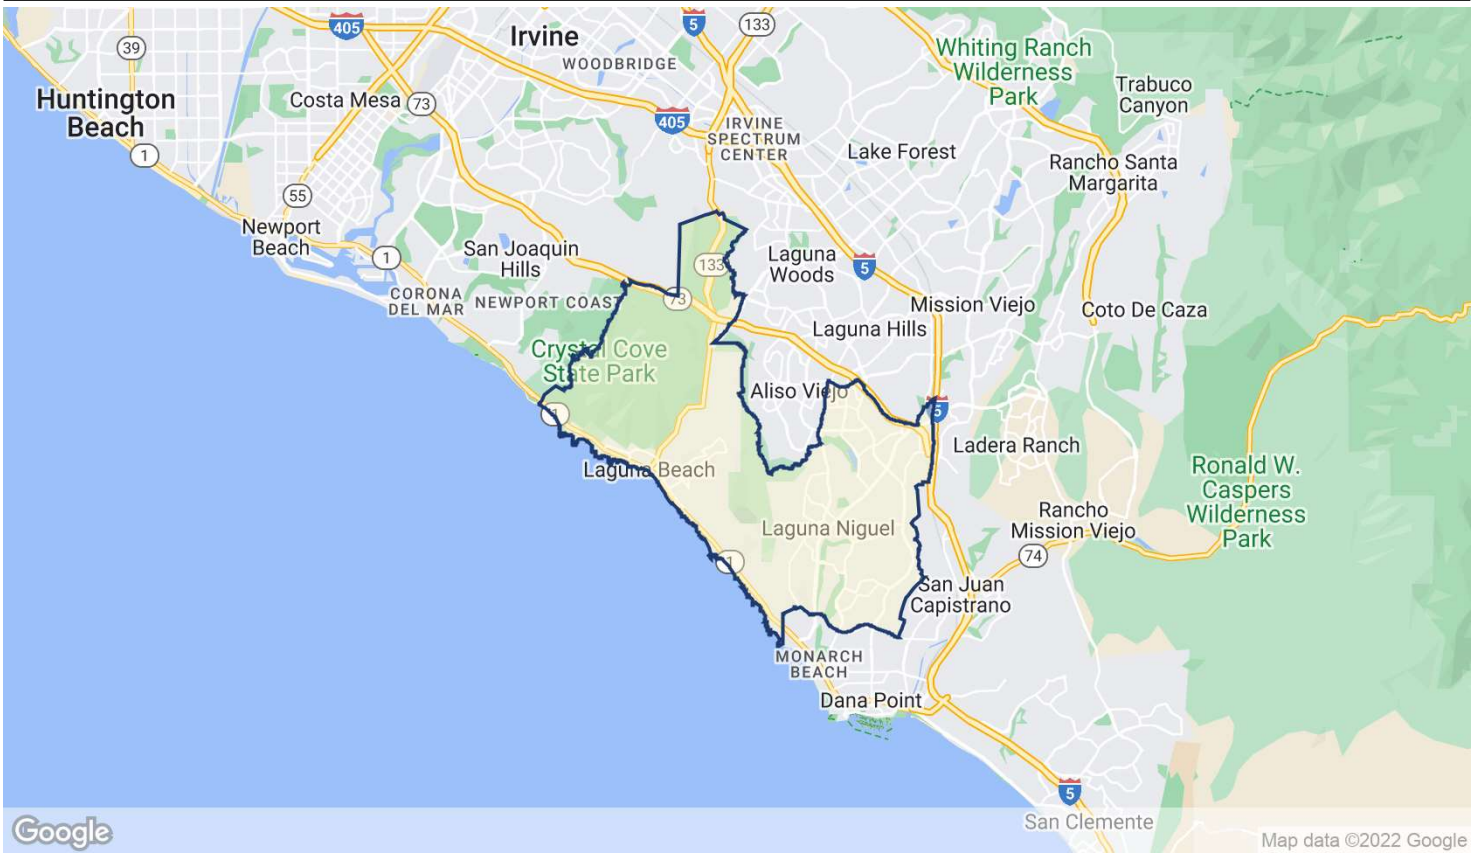 405
5
133
Irvine
WOODBRIDGE
Whiting Ranch
Wilderness
Park
39
Trabuco
Canyon
Huntington
Beach
Costa Mesa
73
405
IRVINE
SPECTRUM
CENTER
Lake Forest
1
Rancho Santa
Margarita
55
Newport
Beach
1
San Joaquin
Hills
133
Laguna
Woods
5
CORONA
DEL MAR
NEWPORT COAST
73
Mission Viejo
Coto De Caza
Laguna Hills
Crystal Cove
State Park
Aliso Viejo
1
5
Ladera Ranch
Laguna Beach
Ronald W.
Caspers
Wilderness
Park
Laguna Niguel
Rancho
Mission Viejo
74
1
San Juan
Capistrano
MONARCH
BEACH
Dana Point
5
San Clemente
Google
Map data ©2022 Google